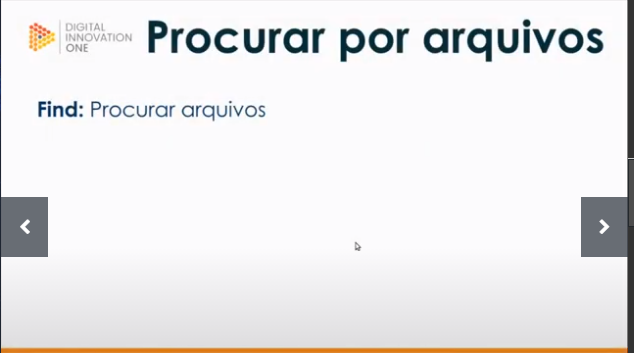 DIGITAL
INNOVATION
ONE
Procurar por arquivos
Find: Procurar arquivos